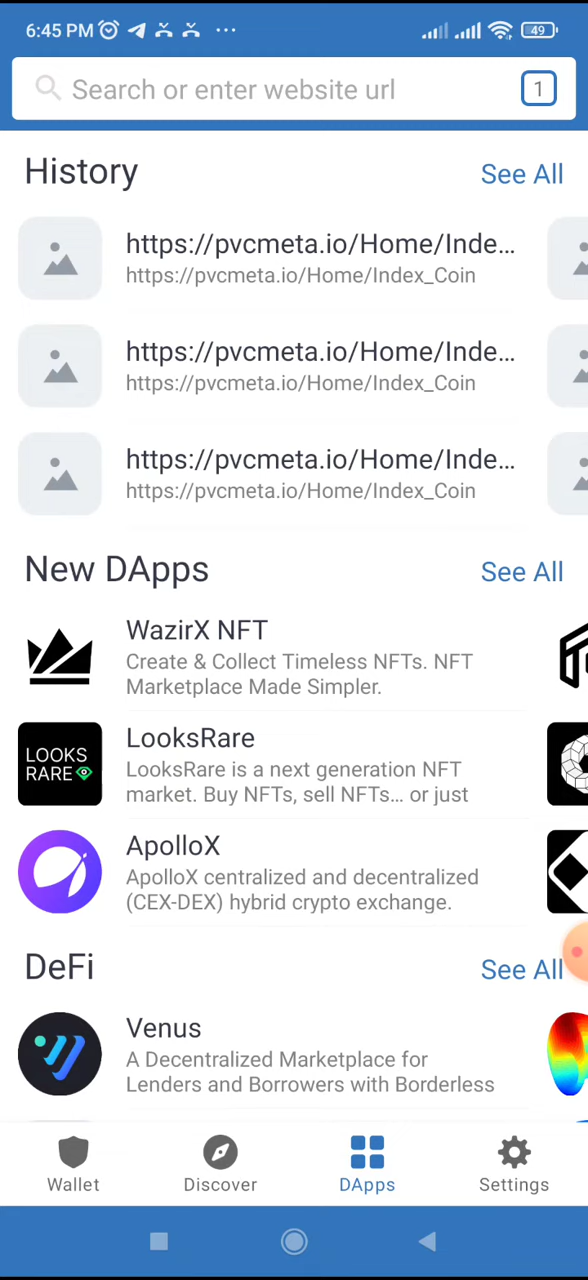 6:45 PM
49
Search or enter website url
1
History
See All
https://pvcmeta.io/Home/Inde...
https://pvcmeta.io/Home/Index_Coin
https://pvcmeta.io/Home/Inde...
https://pvcmeta.io/Home/Index_Coin
https://pvcmeta.io/Home/Inde...
https://pvcmeta.io/Home/Index_Coin
New DApps
See All
WazirX NFT
Create & Collect Timeless NFTs. NFT
Marketplace Made Simpler.
LOOKS
RARE
LooksRare
LooksRare is a next generation NFT
market. Buy NFTs, sell NFTs... or just
ApolloX
ApolloX centralized and decentralized
(CEX-DEX) hybrid crypto exchange.
DeFi
See All
Venus
A Decentralized Marketplace for
Lenders and Borrowers with Borderless
Wallet
Discover
DApps
Settings